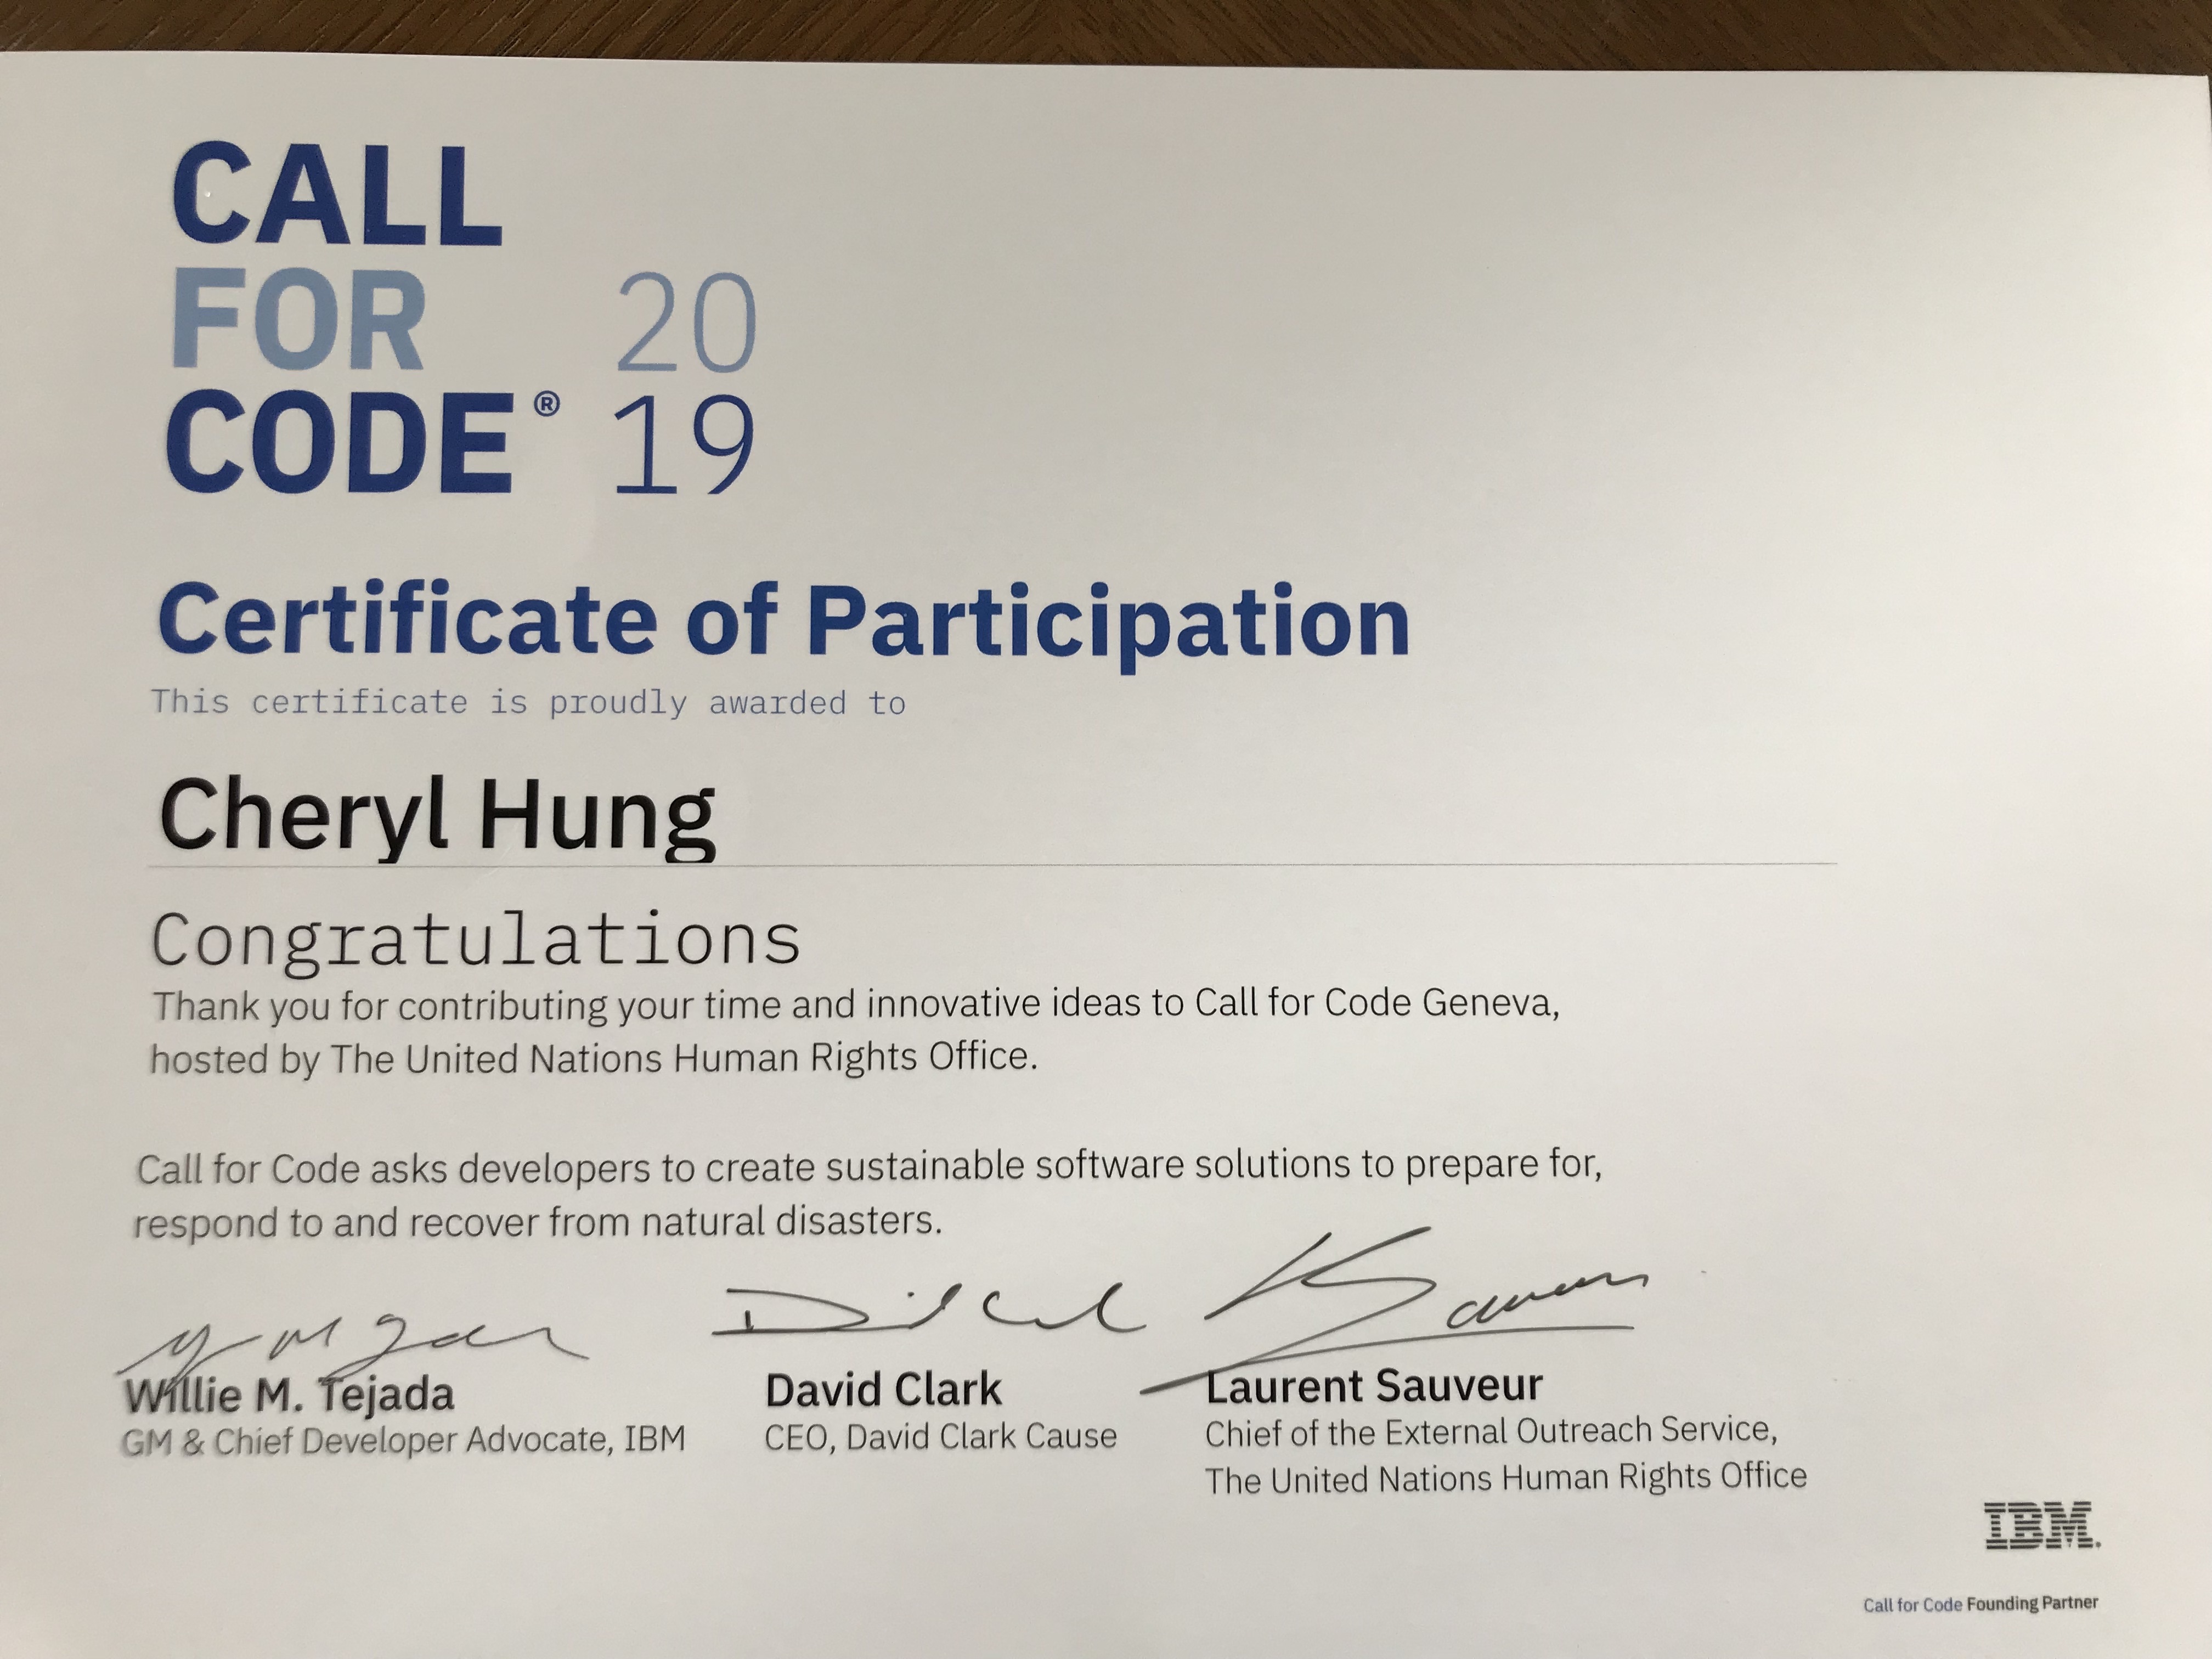 CALL
FOR 20
CODE® 19
Certificate of Participation
This certificate is proudly awarded to
Cheryl Hung
Congratulations
Thank you for contributing your time and innovative ideas to Call for Code Geneva,
hosted by The United Nations Human Rights Office.
Call for Code asks developers to create sustainable software solutions to prepare for,
respond to and recover from natural disasters.
Willie M. Tejada David Clark Laurent Sauveur
GM & Chief Developer Advocate, IBM CEO, David Clark Cause Chief of the External Outreach Service,
The United Nations Human Rights Office
IBM.
Call for Code Founding Partner